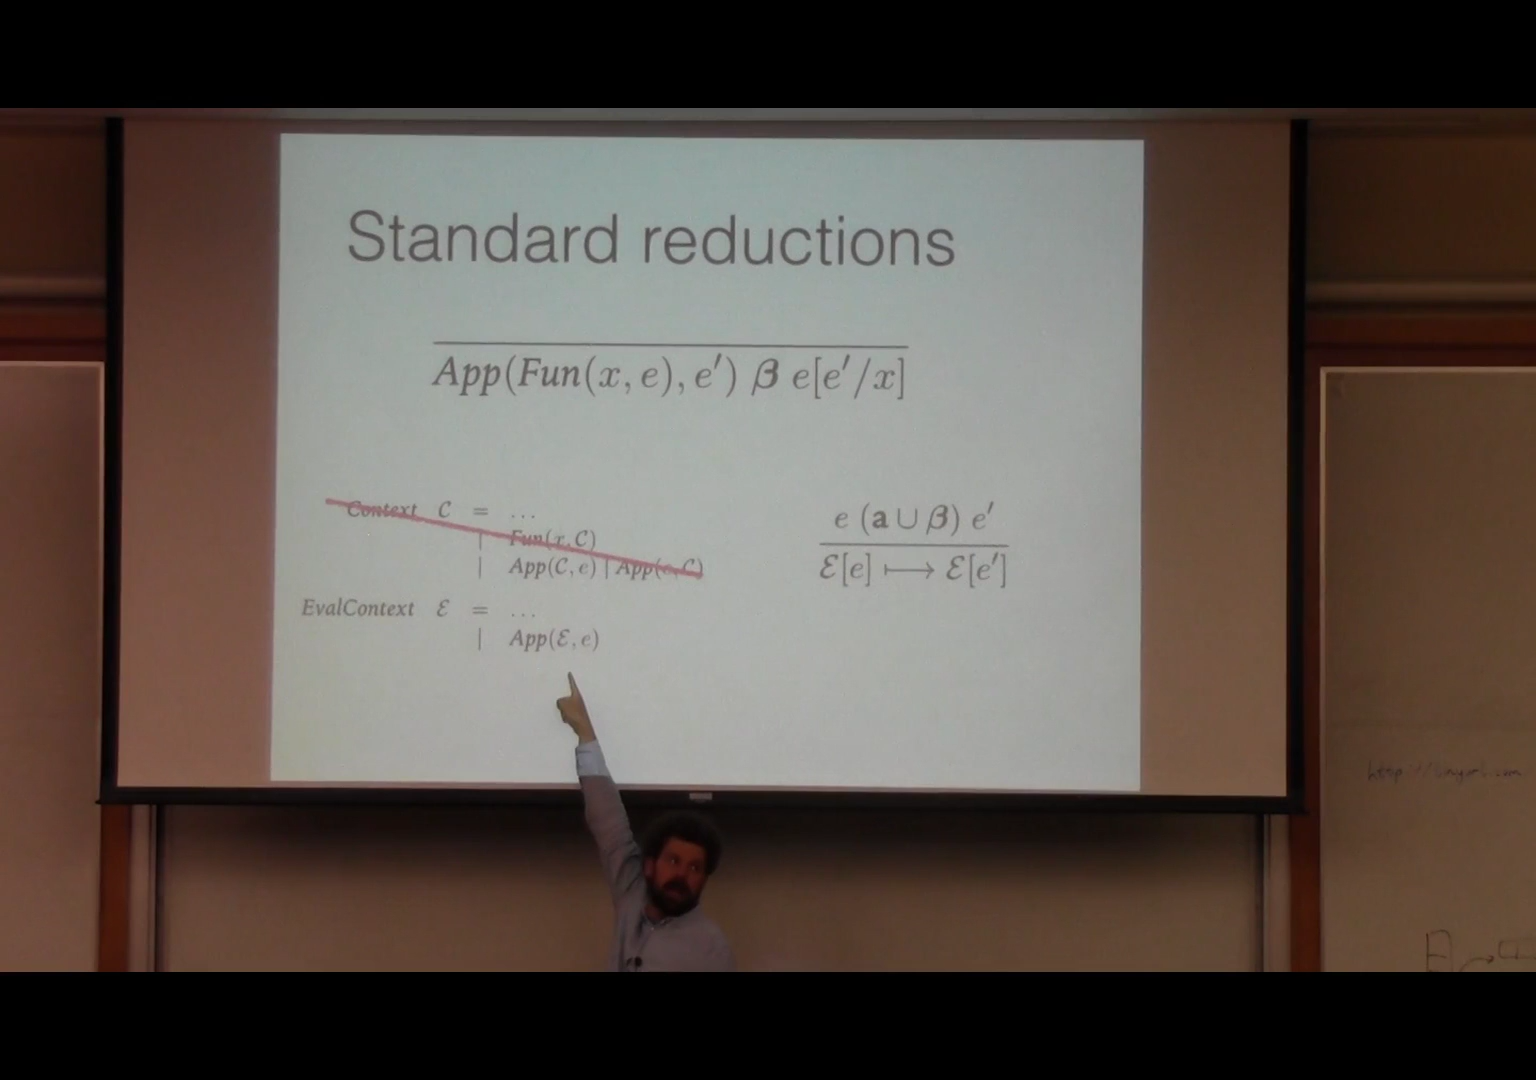 Standard reductions
App(Fun(x, e), e′) β e[e′/x]
Context C = ...
| Fun(x, C)
| App(C, e) | App(e, C)
EvalContext ℰ = ...
| App(ℰ, e)
e (a ∪ β) e′
ℰ[e] ⟼ ℰ[e′]